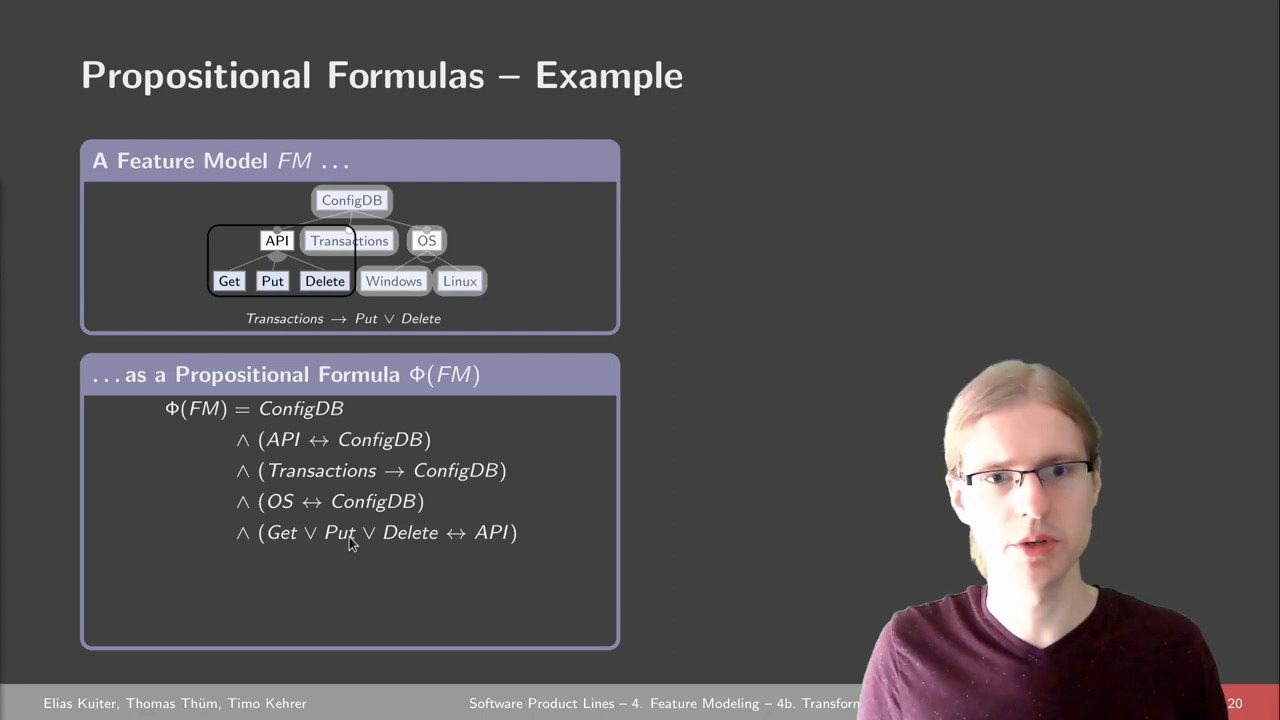 Propositional Formulas – Example
A Feature Model FM . . .
ConfigDB
API Transactions OS
Get Put Delete Windows Linux
Transactions → Put ∨ Delete
. . . as a Propositional Formula Φ(FM)
Φ(FM) = ConfigDB
∧ (API ↔ ConfigDB)
∧ (Transactions → ConfigDB)
∧ (OS ↔ ConfigDB)
∧ (Get ∨ Put ∨ Delete ↔ API)
Elias Kuiter, Thomas Thüm, Timo Kehrer Software Product Lines – 4. Feature Modeling – 4b. Transform 20